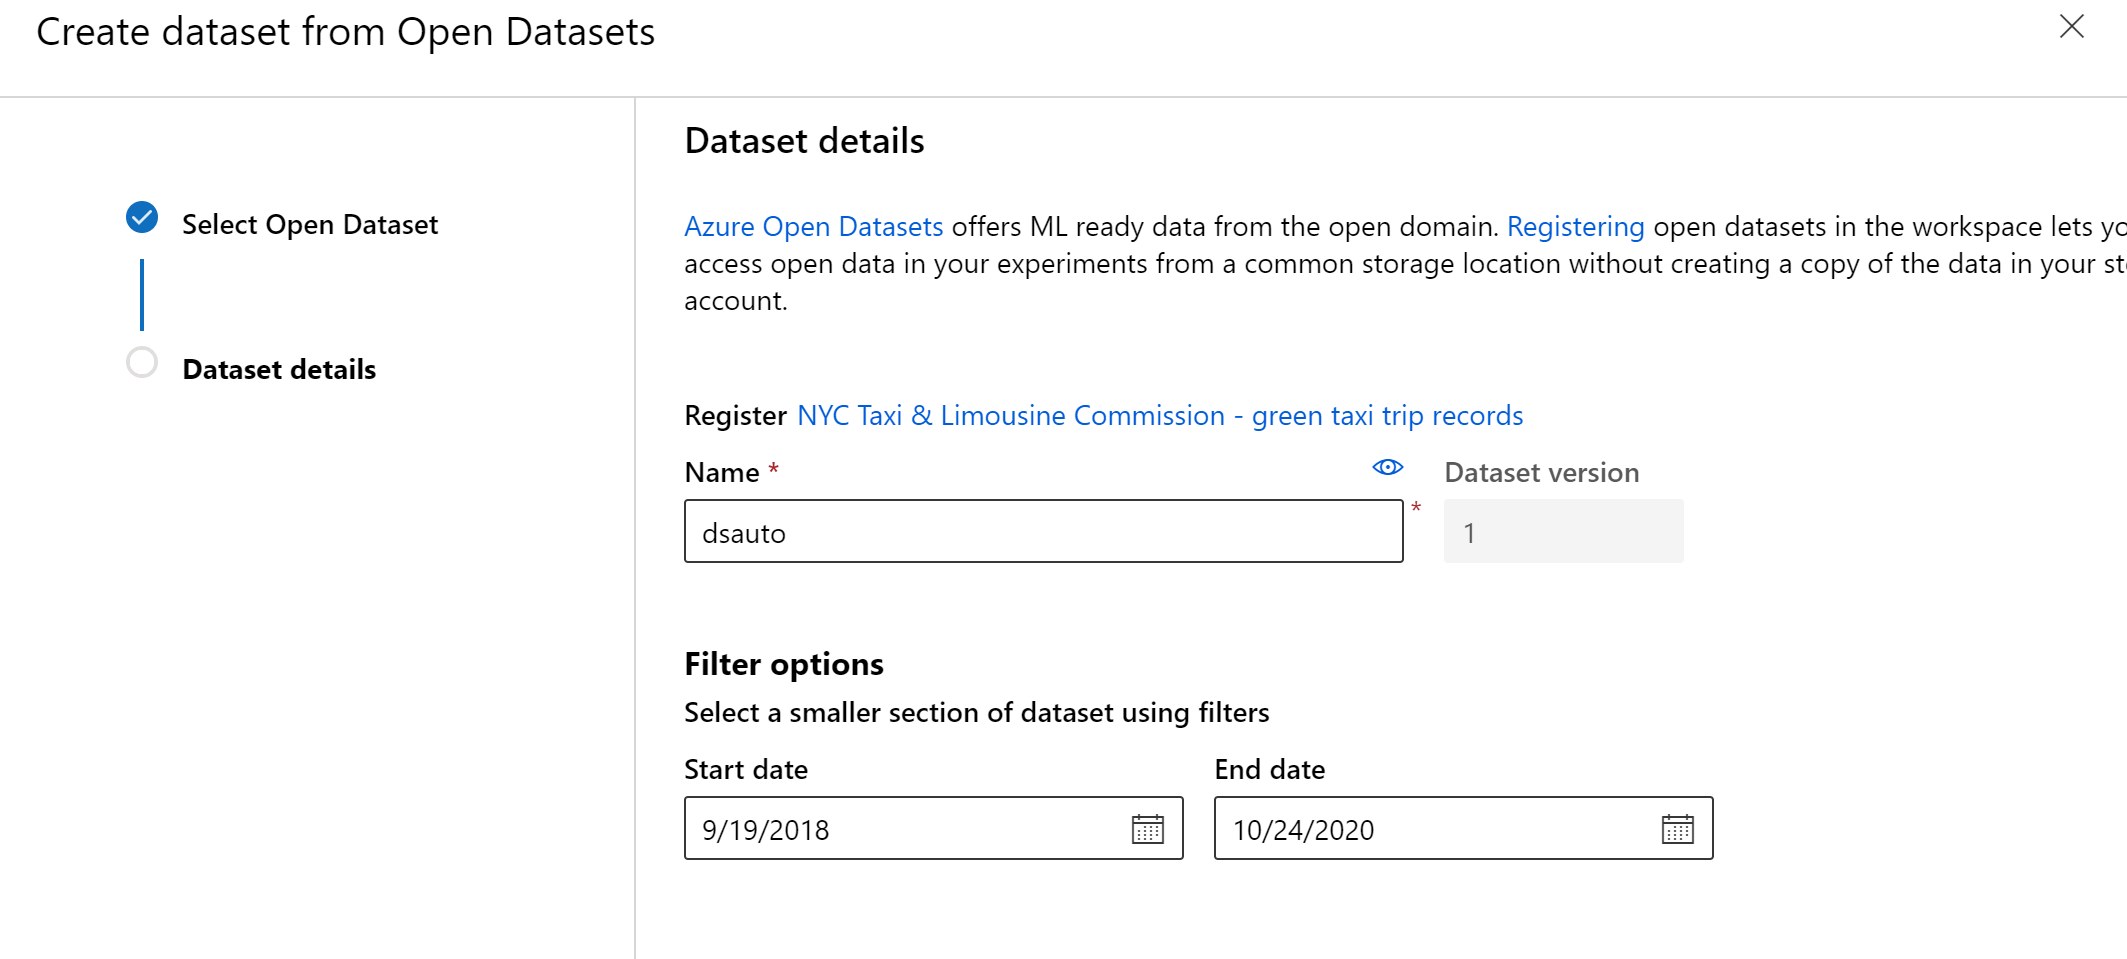 Create dataset from Open Datasets
Select Open Dataset
Dataset details
Dataset details
Azure Open Datasets offers ML ready data from the open domain. Registering open datasets in the workspace lets
access open data in your experiments from a common storage location without creating a copy of the data in your
account.
Register NYC Taxi & Limousine Commission - green taxi trip records
Name *
Dataset version
dsauto
*
1
Filter options
Select a smaller section of dataset using filters
Start date
End date
9/19/2018
10/24/2020